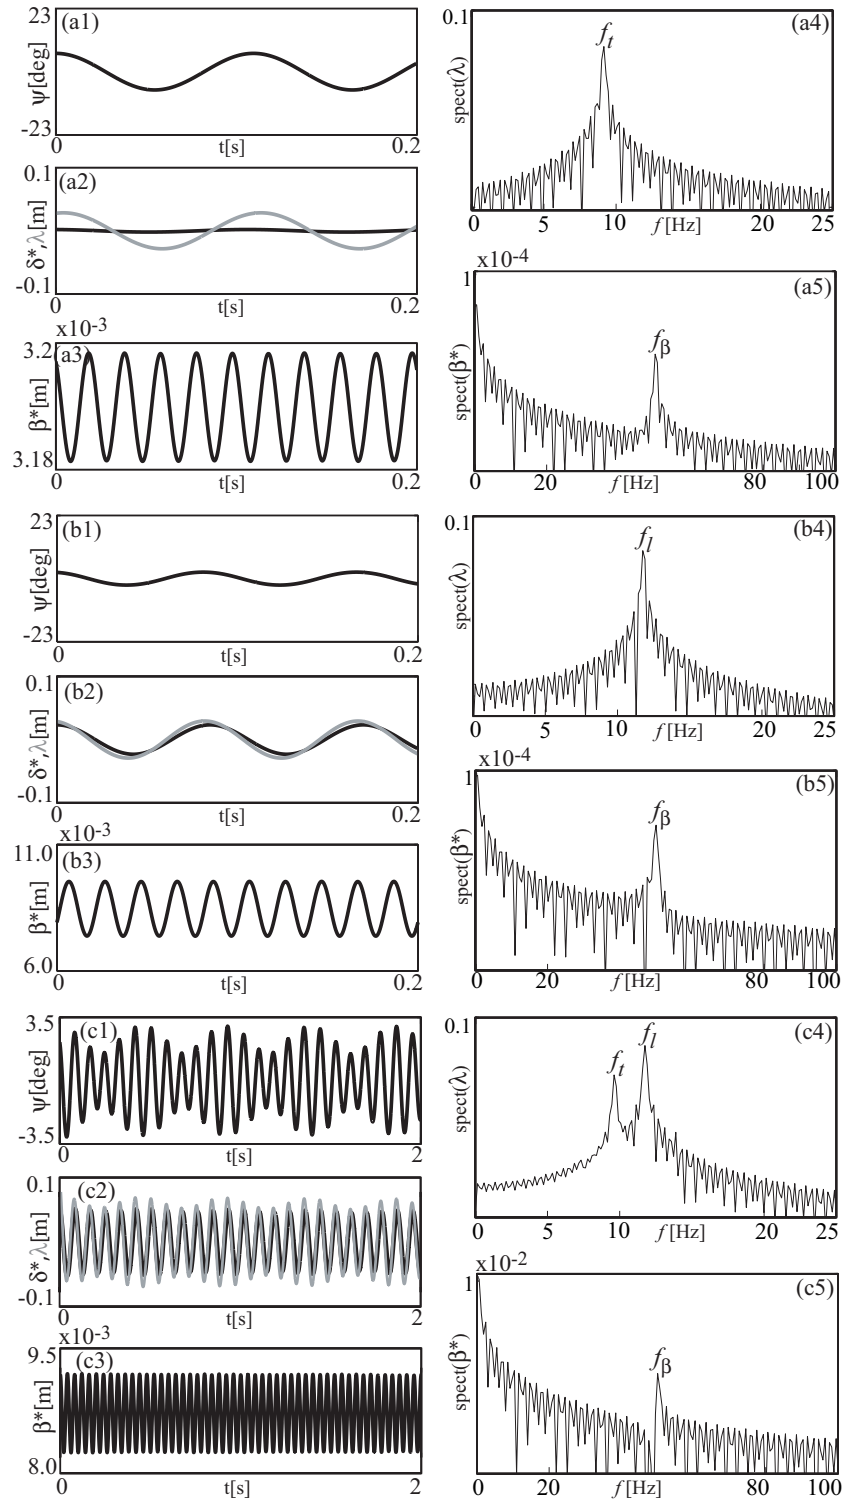 23
(a1)
ψ[deg]
-23
0
t[s]
0.2
0.1
(a4)
f_t
spect(λ)
0
5
10
f[Hz]
20
25
0.1
(a2)
δ*,λ[m]
-0.1
0
t[s]
0.2
x10-4
1
(a5)
f_β
spect(β*)
0
20
f[Hz]
80
100
x10-3
3.2
(a3)
β*[m]
3.18
0
t[s]
0.2
23
(b1)
ψ[deg]
-23
0
t[s]
0.2
0.1
(b4)
f_l
spect(λ)
0
5
10
f[Hz]
20
25
0.1
(b2)
δ*,λ[m]
-0.1
0
t[s]
0.2
x10-4
1
(b5)
f_β
spect(β*)
0
20
f[Hz]
80
100
x10-3
11.0
(b3)
β*[m]
6.0
0
t[s]
0.2
3.5
(c1)
ψ[deg]
-3.5
0
t[s]
2
0.1
(c4)
f_t
f_l
spect(λ)
0
5
10
f[Hz]
20
25
0.1
(c2)
δ*,λ[m]
-0.1
0
t[s]
2
x10-2
1
(c5)
f_β
spect(β*)
0
20
f[Hz]
80
100
x10-3
9.5
(c3)
β*[m]
8.0
0
t[s]
2